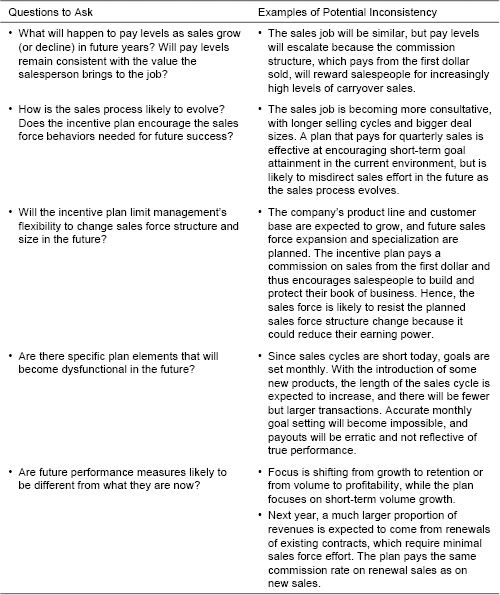 Questions to Ask
Examples of Potential Inconsistency
• What will happen to pay levels as sales grow
(or decline) in future years? Will pay levels
remain consistent with the value the
salesperson brings to the job?
• The sales job will be similar, but pay levels
will escalate because the commission
structure, which pays from the first dollar
sold, will reward salespeople for increasingly
high levels of carryover sales.
• How is the sales process likely to evolve?
Does the incentive plan encourage the sales
force behaviors needed for future success?
• The sales job is becoming more consultative,
with longer selling cycles and bigger deal
sizes. A plan that pays for quarterly sales is
effective at encouraging short-term goal
attainment in the current environment, but is
likely to misdirect sales effort in the future as
the sales process evolves.
• Will the incentive plan limit management’s
flexibility to change sales force structure and
size in the future?
• The company’s product line and customer
base are expected to grow, and future sales
force expansion and specialization are
planned. The incentive plan pays a
commission on sales from the first dollar and
thus encourages salespeople to build and
protect their book of business. Hence, the
sales force is likely to resist the planned
sales force structure change because it
could reduce their earning power.
• Are there specific plan elements that will
become dysfunctional in the future?
• Since sales cycles are short today, goals are
set monthly. With the introduction of some
new products, the length of the sales cycle is
expected to increase, and there will be fewer
but larger transactions. Accurate monthly
goal setting will become impossible, and
payouts will be erratic and not reflective of
true performance.
• Are future performance measures likely to
be different from what they are now?
• Focus is shifting from growth to retention or
from volume to profitability, while the plan
focuses on short-term volume growth.
• Next year, a much larger proportion of
revenues is expected to come from renewals
of existing contracts, which require minimal
sales force effort. The plan pays the same
commission rate on renewal sales as on
new sales.